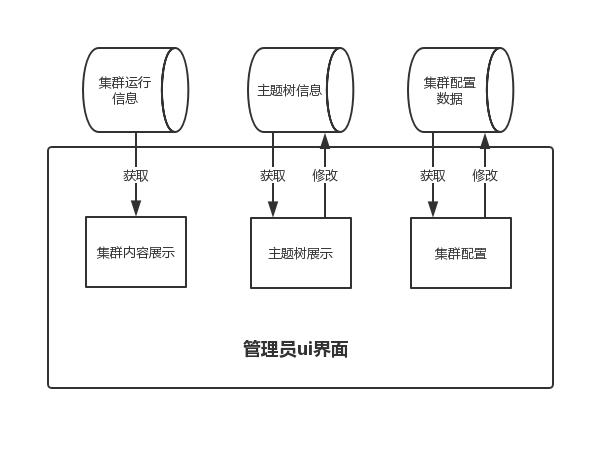 集群运行
信息
主题树信息
集群配置
数据
获取
获取
修改
获取
修改
集群内容展示
主题树展示
集群配置
管理员ui界面